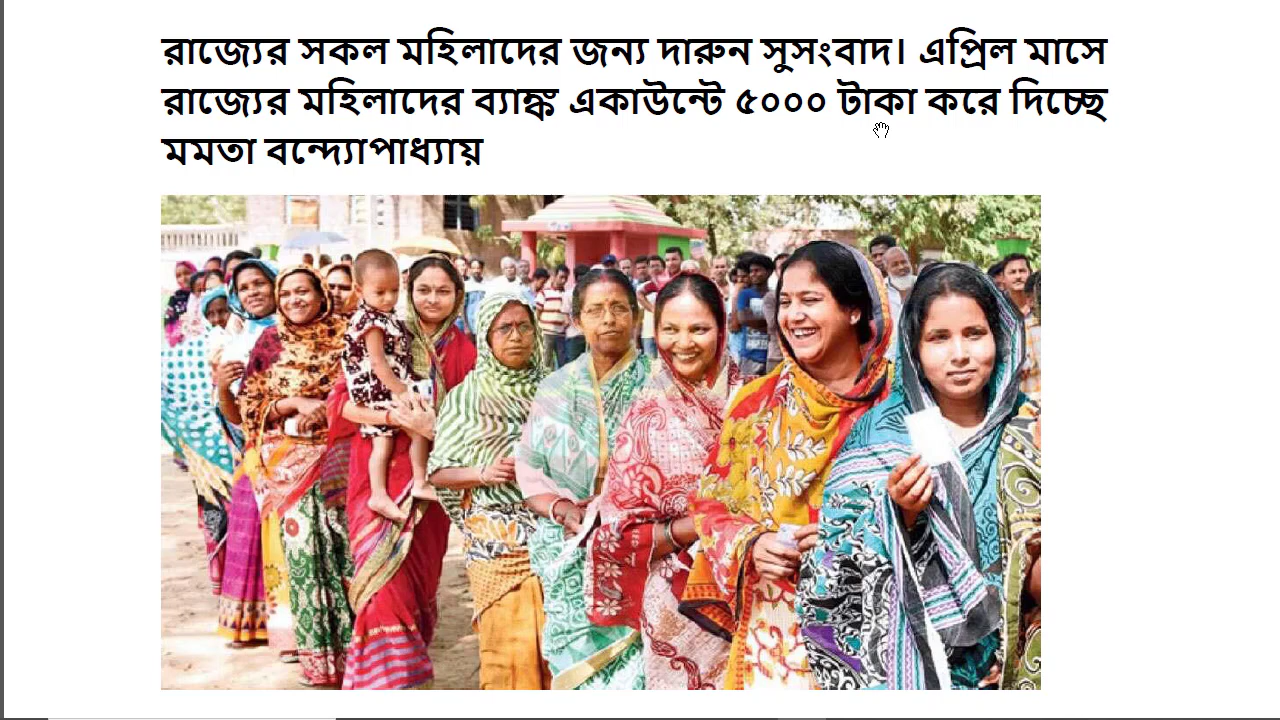 রাজ্যের সকল মহিলাদের জন্য দারুন সুসংবাদ। এপ্রিল মাসে
রাজ্যের মহিলাদের ব্যাঙ্ক একাউন্টে ৫০০০ টাকা করে দিচ্ছে
মমতা বন্দ্যোপাধ্যায়